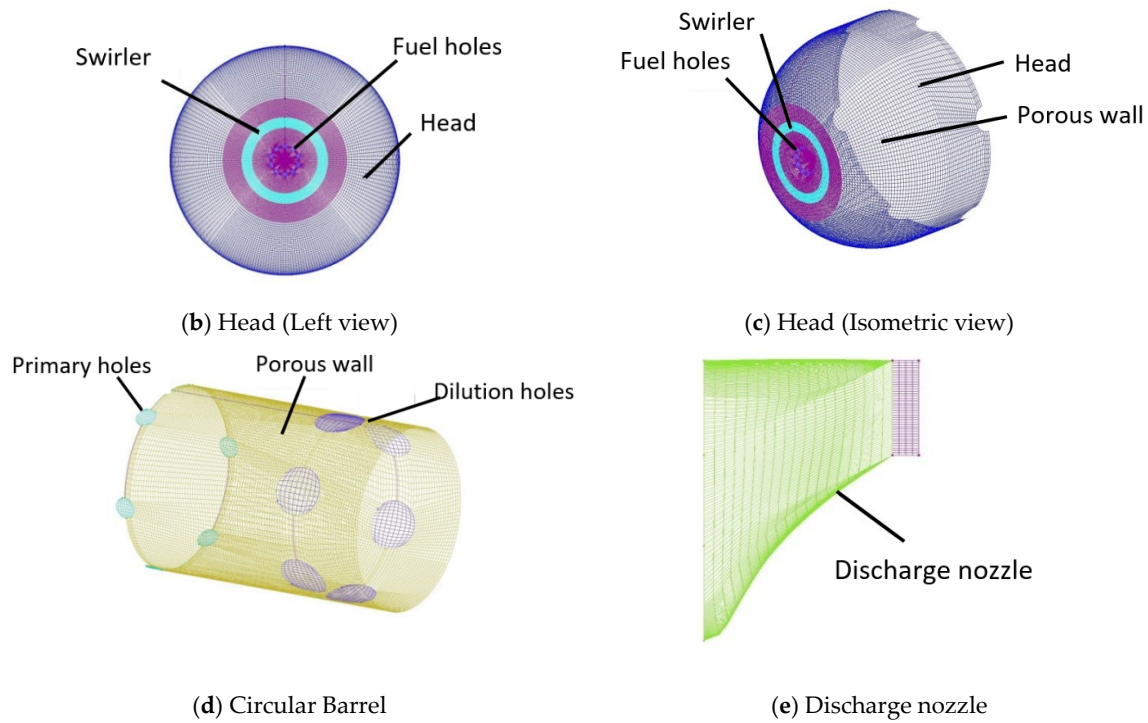 Swirler
Fuel holes
Head
(b) Head (Left view)
Swirler
Fuel holes
Head
Porous wall
(c) Head (Isometric view)
Primary holes
Porous wall
Dilution holes
(d) Circular Barrel
Discharge nozzle
(e) Discharge nozzle